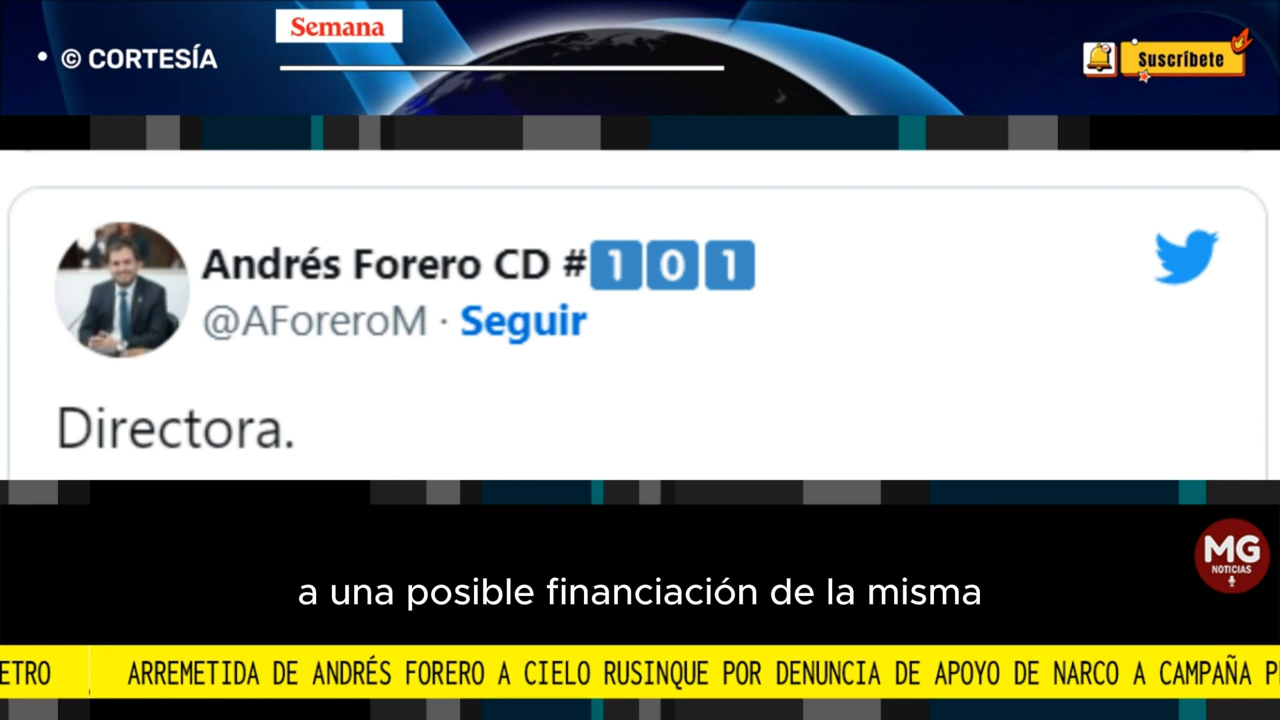 Semana
© CORTESÍA
Suscríbete
Andrés Forero CD #101
@AForeroM · Seguir
Directora.
MG
NOTICIAS
a una posible financiación de la misma
ETRO ARREMETIDA DE ANDRÉS FORERO A CIELO RUSINQUE POR DENUNCIA DE APOYO DE NARCO A CAMPAÑA P